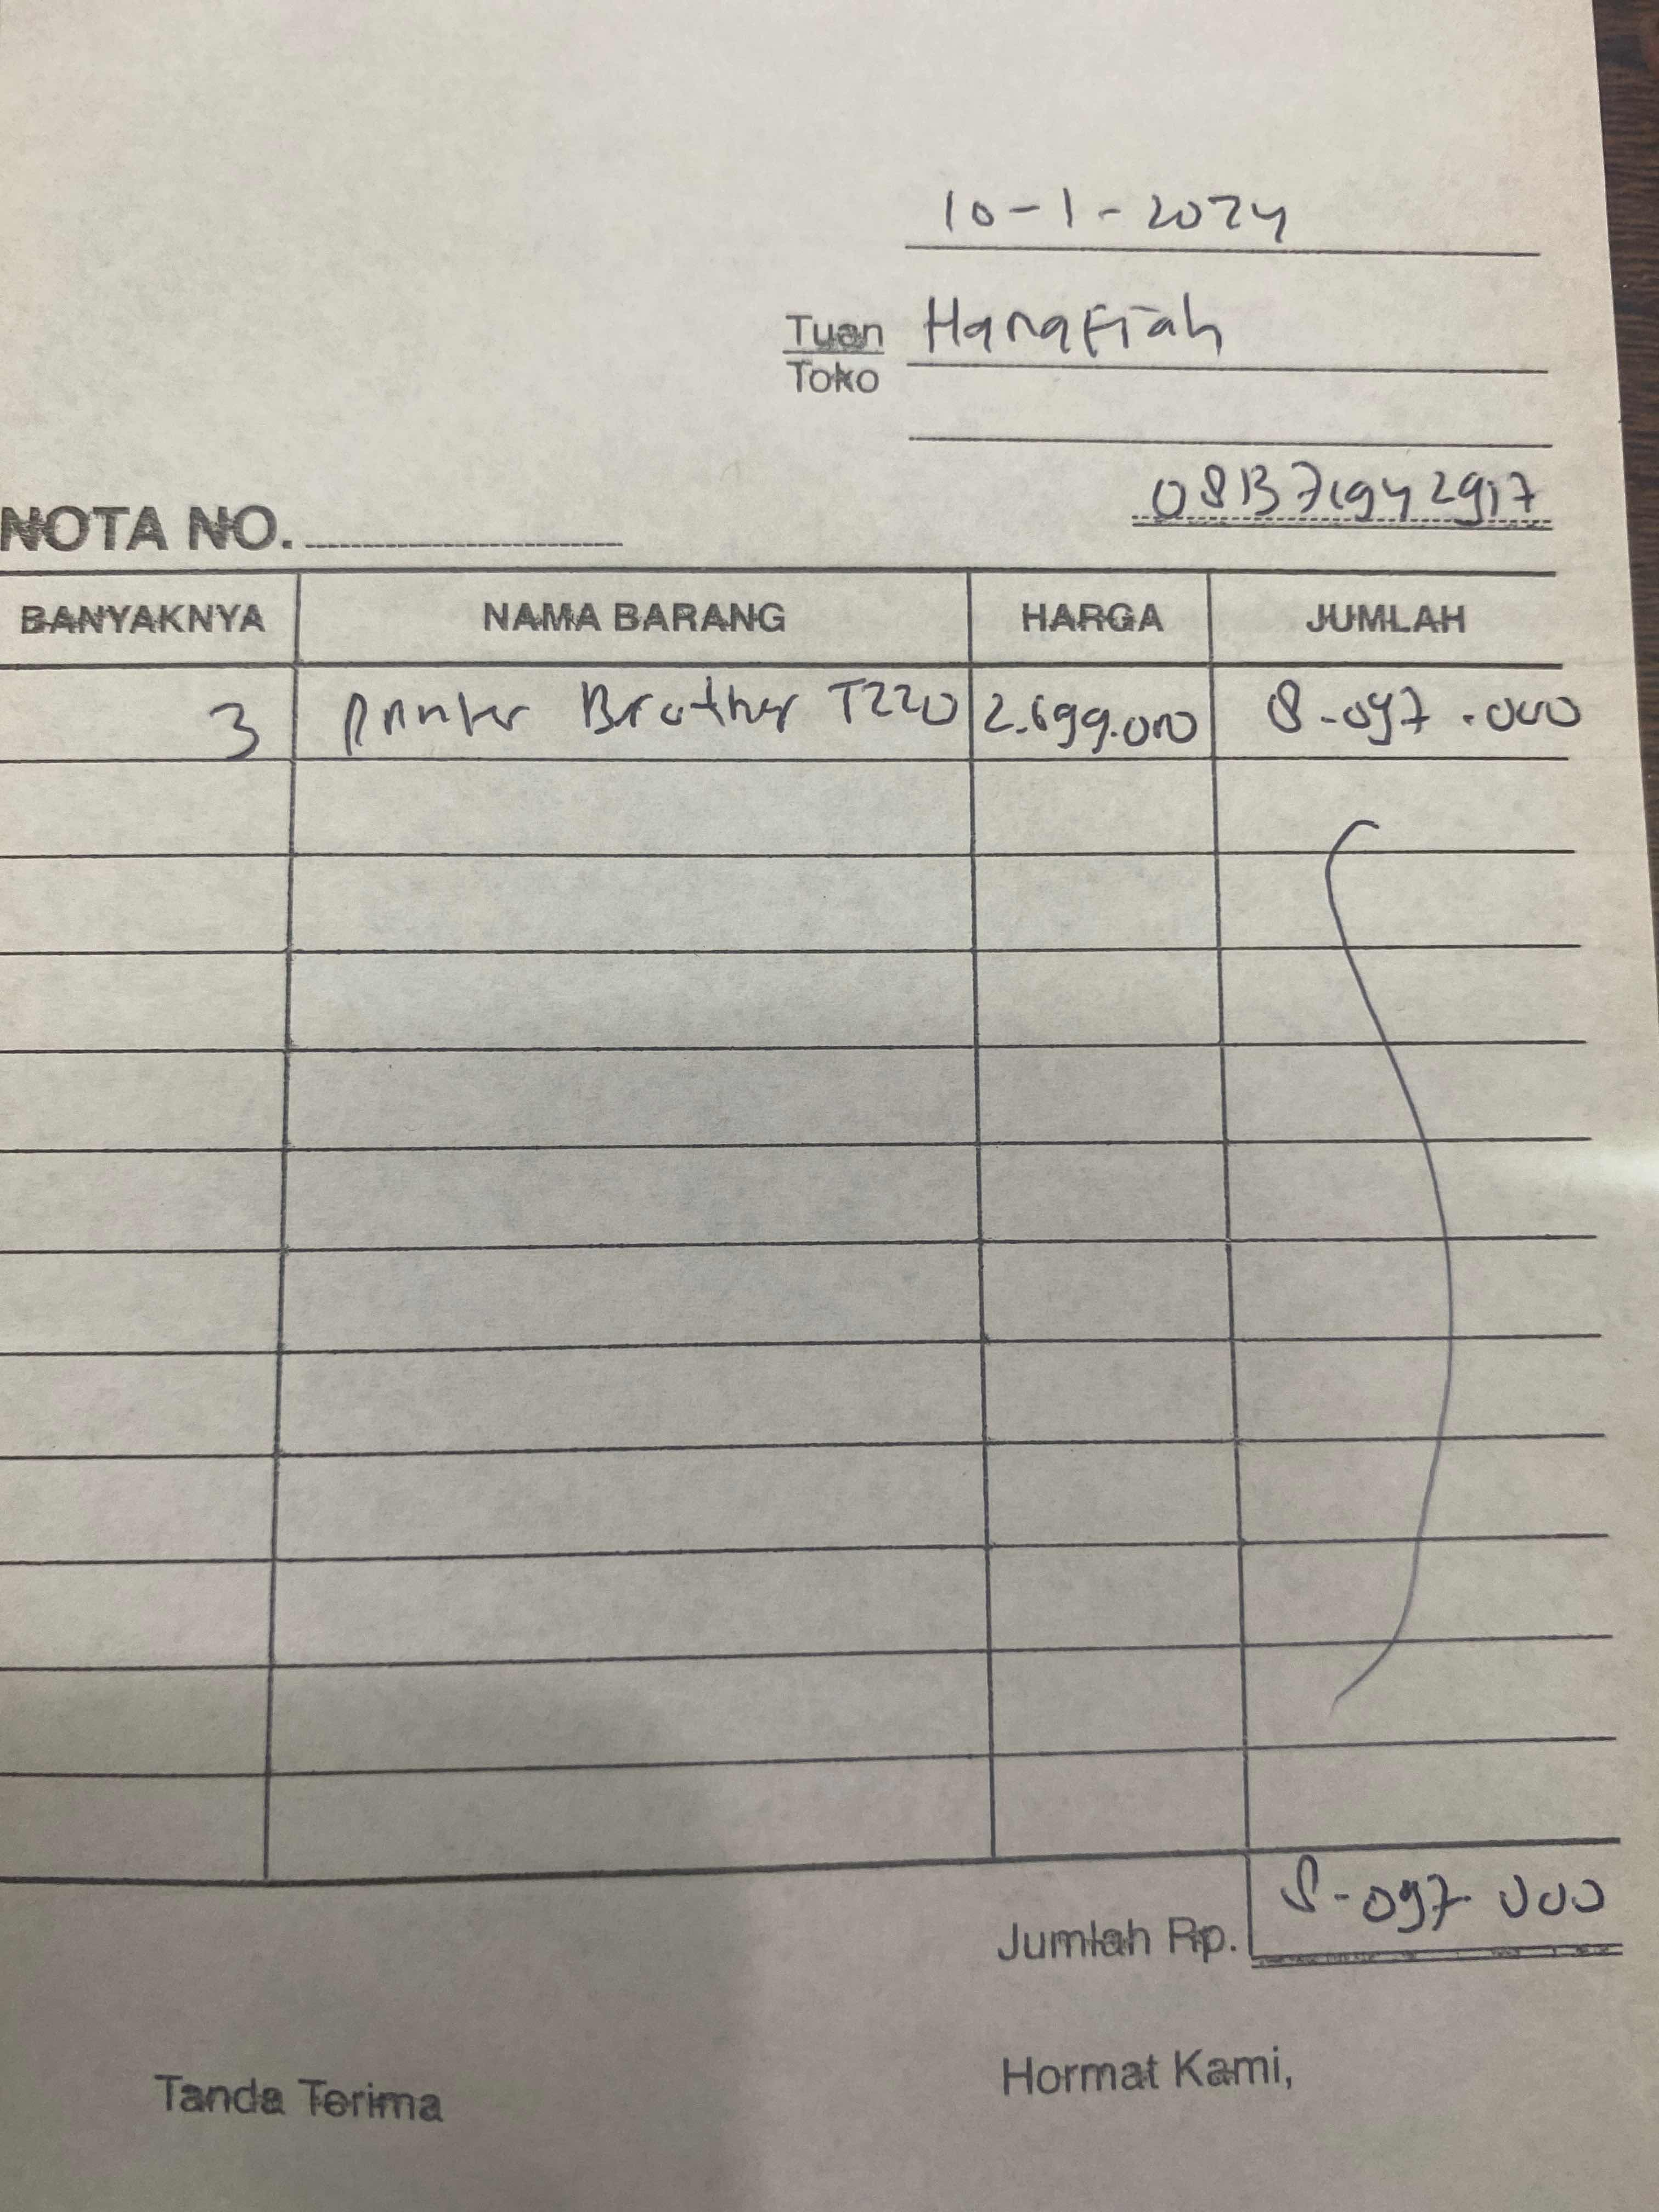 10-1-2024
Tuan Hanafiah
Toko
081371942917
NOTA NO.
BANYAKNYA NAMA BARANG HARGA JUMLAH
3 Printer Brother T220 2.699.000 8.097.000
Jumlah Rp. 8.097.000
Tanda Terima Hormat Kami,